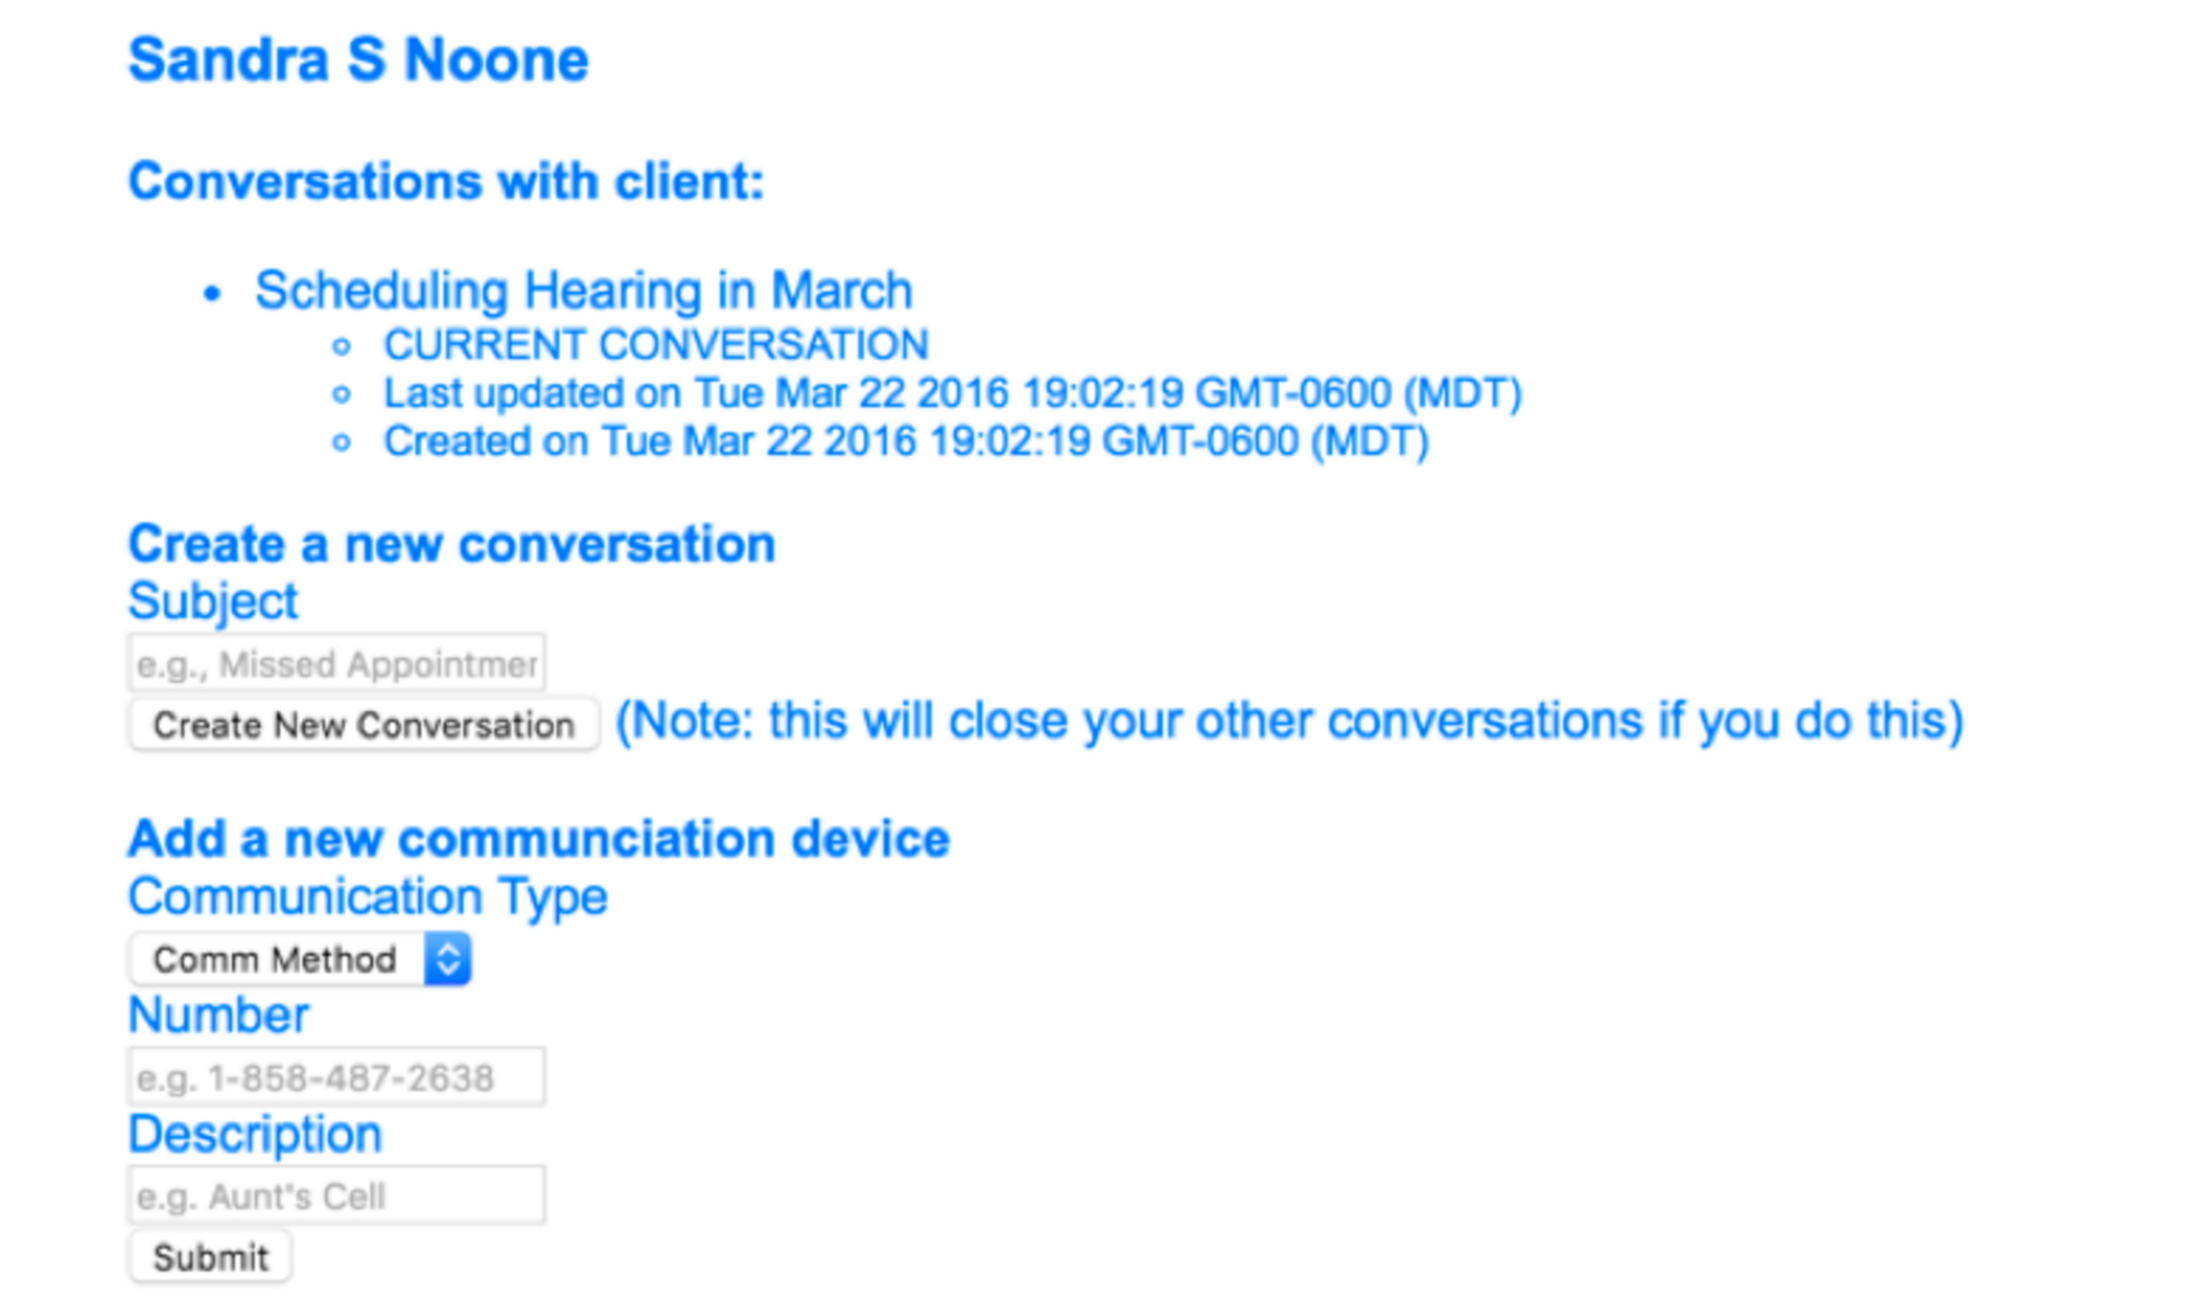 Sandra S Noone
Conversations with client:
Scheduling Hearing in March
CURRENT CONVERSATION
Last updated on Tue Mar 22 2016 19:02:19 GMT-0600 (MDT)
Created on Tue Mar 22 2016 19:02:19 GMT-0600 (MDT)
Create a new conversation
Subject
e.g., Missed Appointmer
Create New Conversation (Note: this will close your other conversations if you do this)
Add a new communciation device
Communication Type
Comm Method
Number
e.g. 1-858-487-2638
Description
e.g. Aunt's Cell
Submit